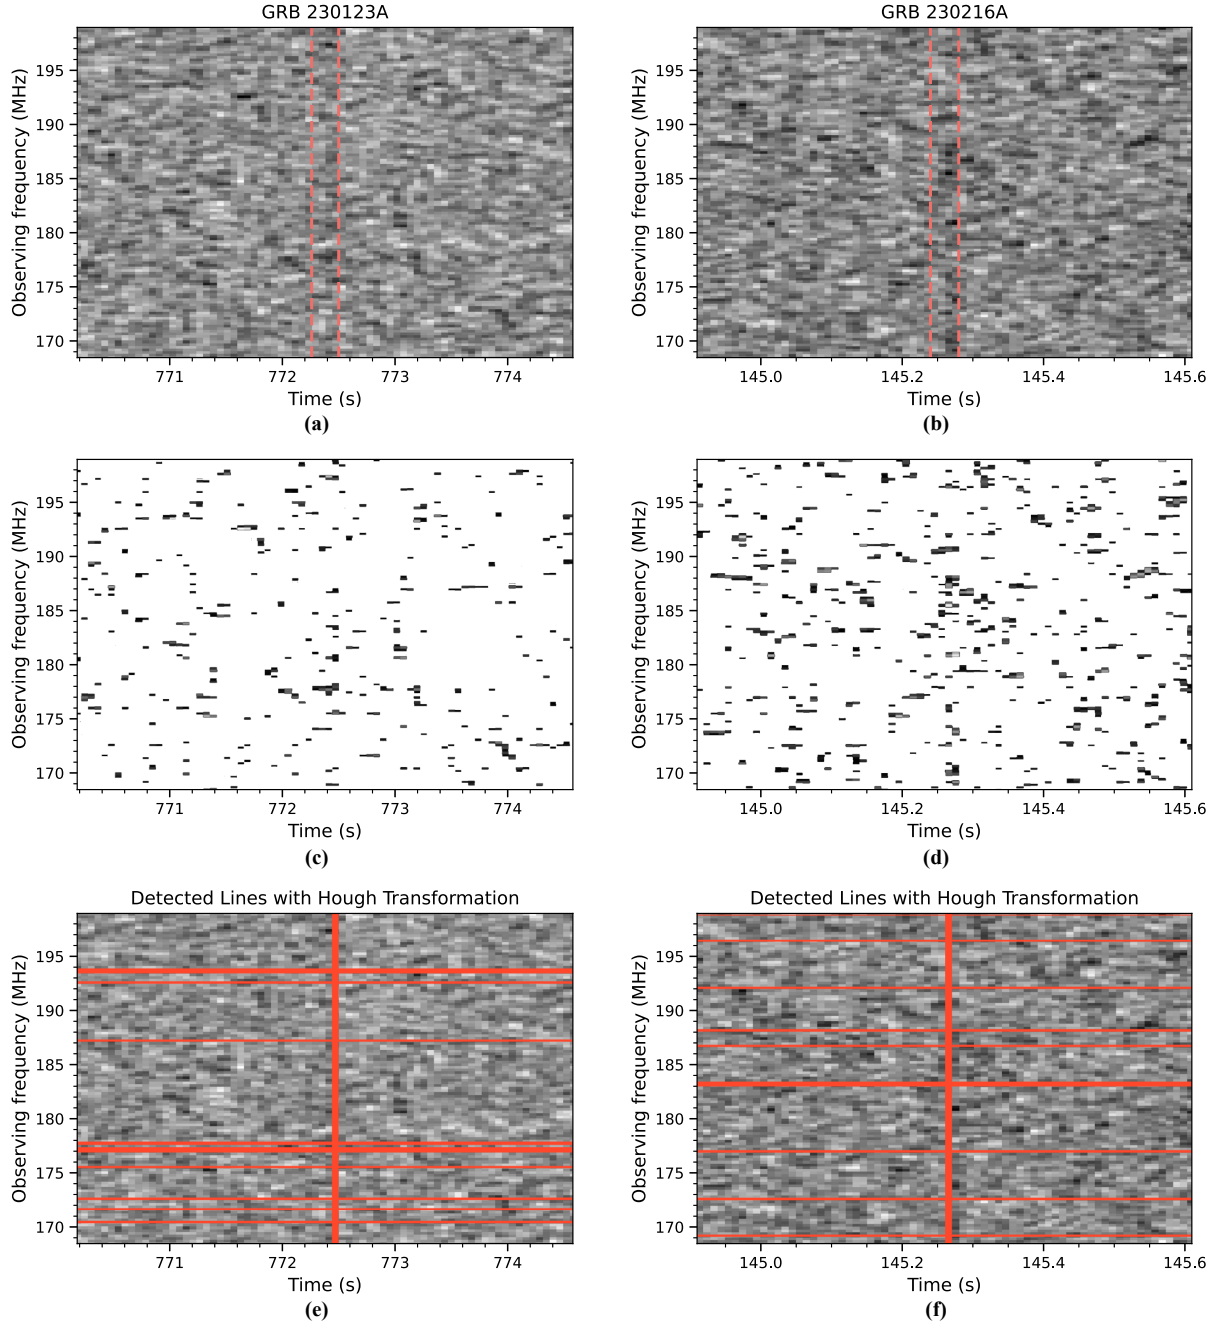 GRB 230123A
GRB 230216A
Observing frequency (MHz)
195
190
185
180
175
170
771
772
773
774
Time (s)
(a)
Observing frequency (MHz)
195
190
185
180
175
170
145.0
145.2
145.4
145.6
Time (s)
(b)
Observing frequency (MHz)
195
190
185
180
175
170
771
772
773
774
Time (s)
(c)
Observing frequency (MHz)
195
190
185
180
175
170
145.0
145.2
145.4
145.6
Time (s)
(d)
Detected Lines with Hough Transformation
Observing frequency (MHz)
195
190
185
180
175
170
771
772
773
774
Time (s)
(e)
Detected Lines with Hough Transformation
Observing frequency (MHz)
195
190
185
180
175
170
145.0
145.2
145.4
145.6
Time (s)
(f)